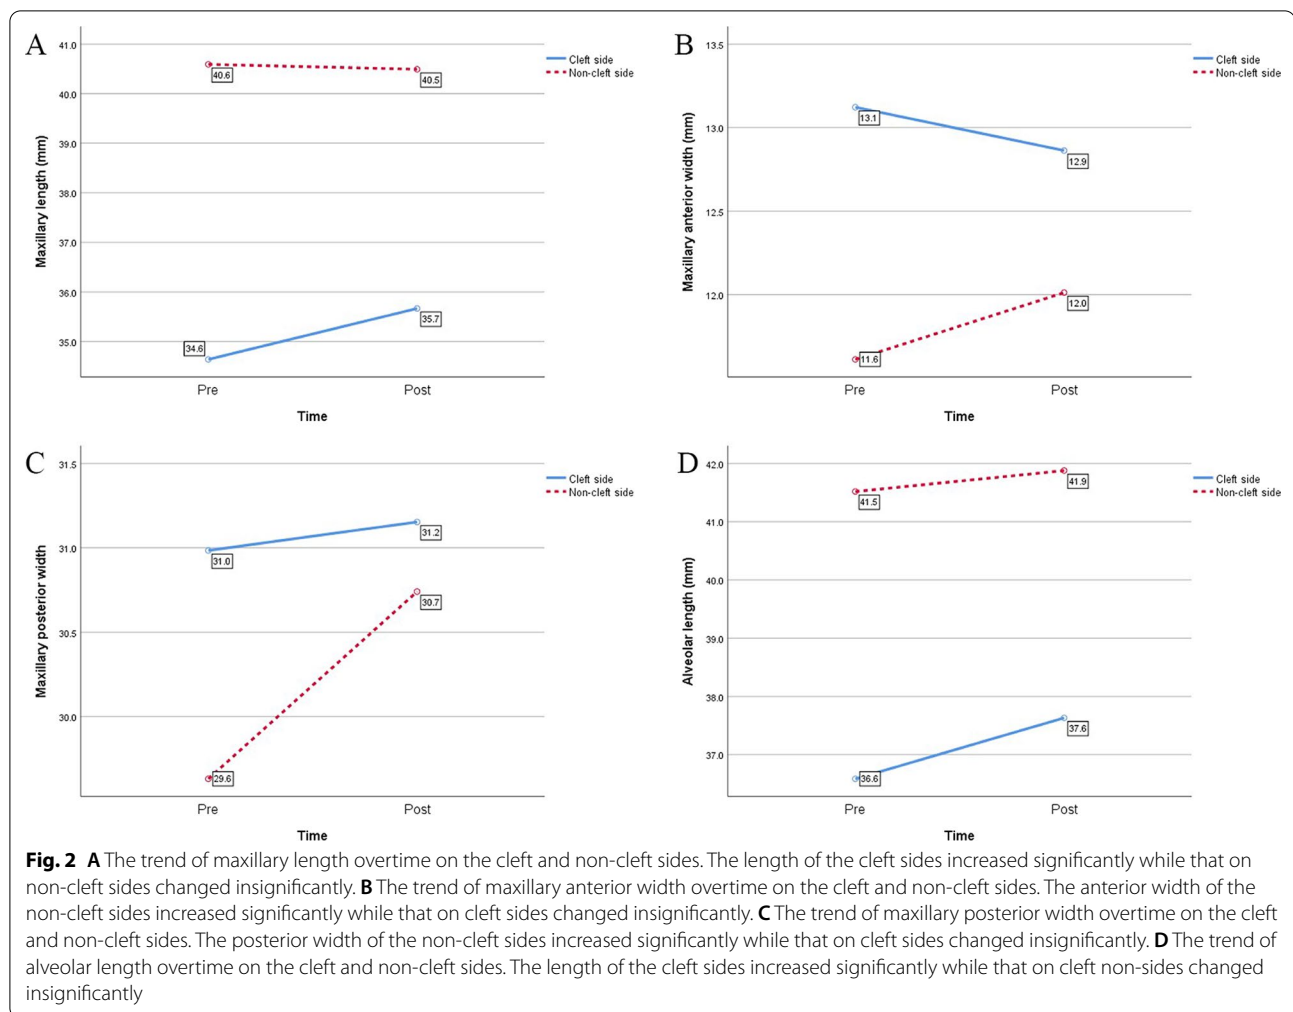 A
41.0
40.0
39.0
38.0
37.0
36.0
35.0
Maxillary length (mm)
40.6
40.5
34.6
35.7
Cleft side
Non-cleft side
Pre
Post
Time
B
13.5
13.0
12.5
12.0
Maxillary anterior width (mm)
13.1
12.9
11.6
12.0
Cleft side
Non-cleft side
Pre
Post
Time
C
31.5
31.0
30.5
30.0
Maxillary posterior width
31.0
31.2
29.6
30.7
Cleft side
Non-cleft side
Pre
Post
Time
D
42.0
41.0
40.0
39.0
38.0
37.0
Alveolar length (mm)
41.5
41.9
36.6
37.6
Cleft side
Non-cleft side
Pre
Post
Time
Fig. 2 A The trend of maxillary length overtime on the cleft and non-cleft sides. The length of the cleft sides increased significantly while that on
non-cleft sides changed insignificantly. B The trend of maxillary anterior width overtime on the cleft and non-cleft sides. The anterior width of the
non-cleft sides increased significantly while that on cleft sides changed insignificantly. C The trend of maxillary posterior width overtime on the cleft
and non-cleft sides. The posterior width of the non-cleft sides increased significantly while that on cleft sides changed insignificantly. D The trend of
alveolar length overtime on the cleft and non-cleft sides. The length of the cleft sides increased significantly while that on cleft non-sides changed
insignificantly